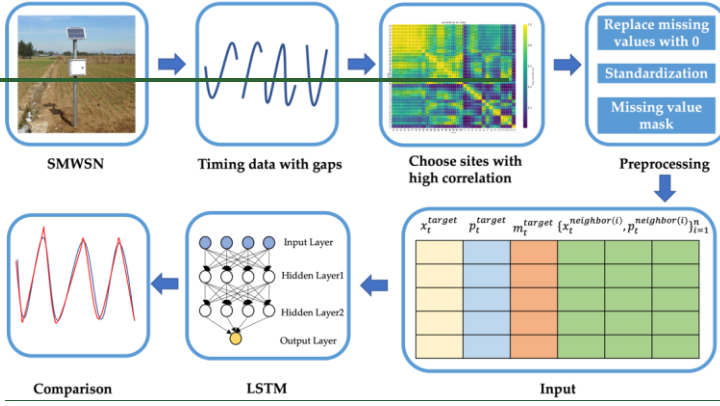 Replace missing
values with 0
Standardization
Missing value
mask
SMWSN
Timing data with gaps
Choose sites with
high correlation
Preprocessing
x_t^{target} p_t^{target} m_t^{target} {x_t^{neighbor(i)}, p_t^{neighbor(i)}}_{i=1}^n
Input Layer
Hidden Layer1
Hidden Layer2
Output Layer
Comparison
LSTM
Input